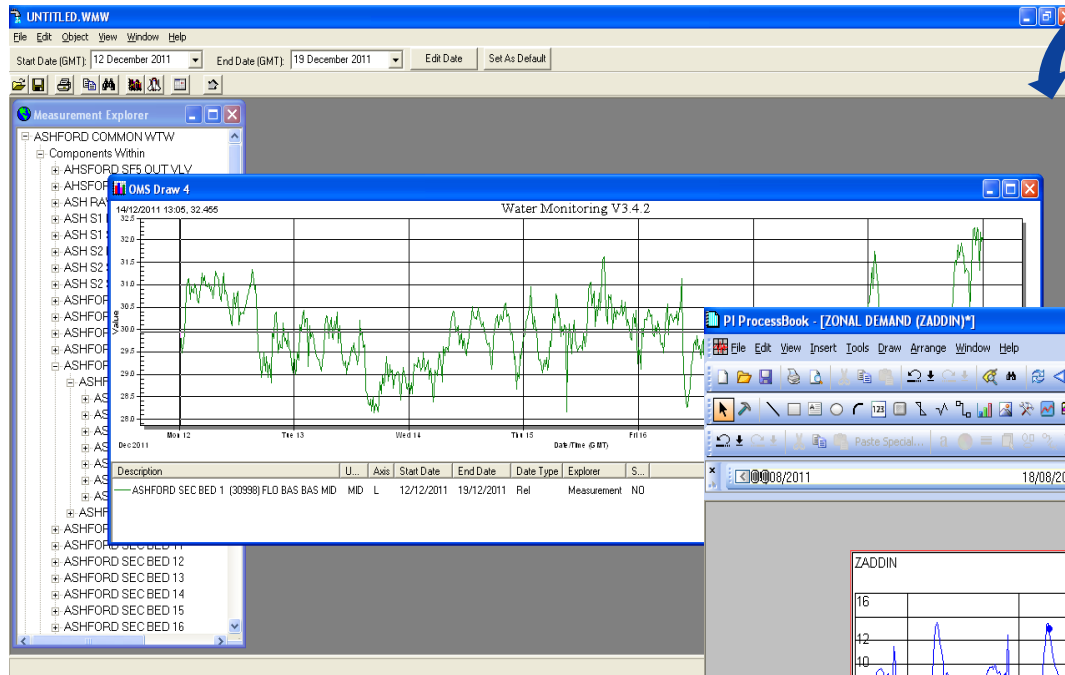 UNTITLED.WMW
File Edit Object View Window Help
Start Date (GMT): 12 December 2011 End Date (GMT): 19 December 2011 Edit Date Set As Default
Measurement Explorer
ASHFORD COMMON WTW
Components Within
AHSFORD SF5 OUT VLV
AHSFOR
ASH RA
ASH S1
ASH S1
ASH S2
ASH S2
ASH S2
ASHFOR
ASHFOR
ASHFOR
ASHFOR
ASHFOR
ASHF
AS
AS
AS
AS
AS
AS
AS
ASHF
ASHFOR
ASHFORD SEC BED 11
ASHFORD SEC BED 12
ASHFORD SEC BED 13
ASHFORD SEC BED 14
ASHFORD SEC BED 15
ASHFORD SEC BED 16
OMS Draw 4
14/12/2011 13:05, 32.455 Water Monitoring V3.4.2
32.5
32.0
31.5
31.0
30.5
30.0
29.5
29.0
28.5
28.0
Value
Mon 12 Tue 13 Wed 14 Thu 15 Fri 16
Dec 2011 Date/Time (GMT)
Description U... Axis Start Date End Date Date Type Explorer S...
ASHFORD SEC BED 1 (30998) FLO BAS BAS MID MID L 12/12/2011 19/12/2011 Rel Measurement NO
PI ProcessBook - [ZONAL DEMAND (ZADDIN)*]
File Edit View Insert Tools Draw Arrange Window Help
123
Paste Special...
08/2011 18/08/20
ZADDIN
16
12
10